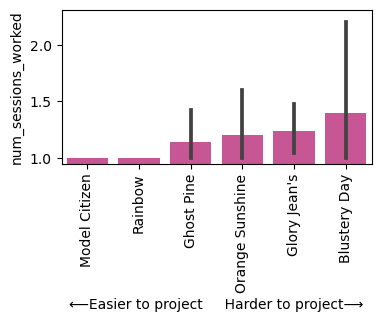 num_sessions_worked
2.0
1.5
1.0
Model Citizen
Rainbow
Ghost Pine
Orange Sunshine
Glory Jean's
Blustery Day
⟵Easier to project Harder to project⟶